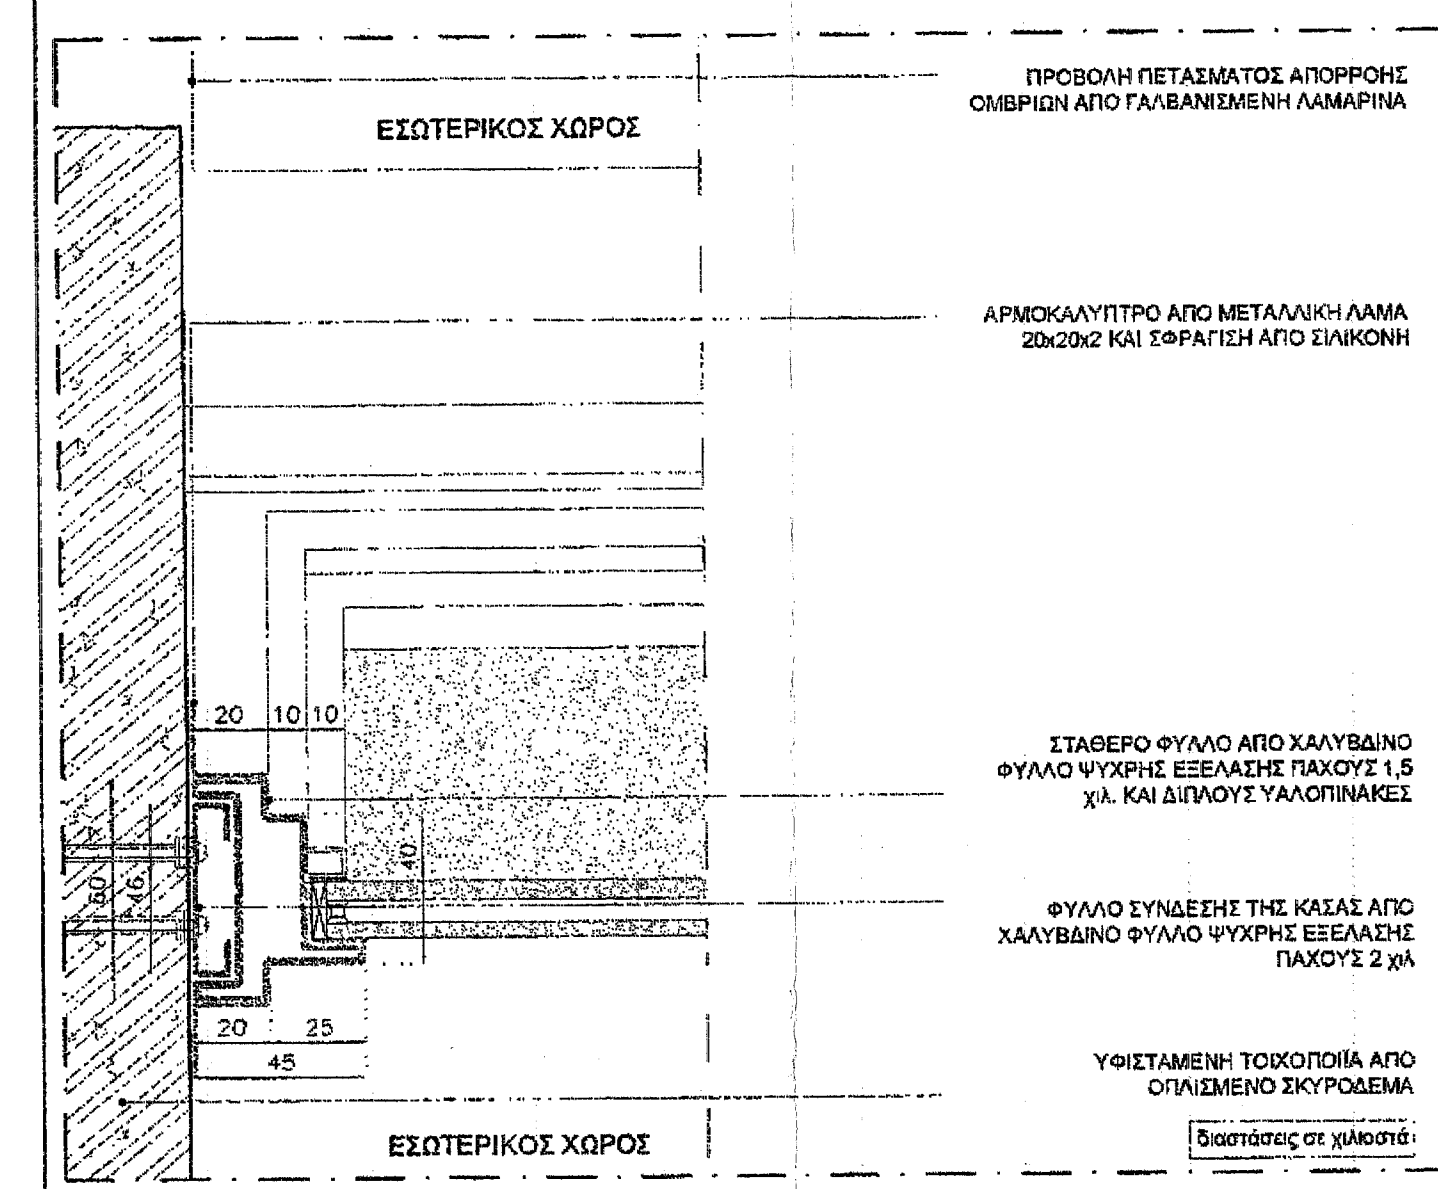 ΠΡΟΒΟΛΗ ΠΕΤΑΣΜΑΤΟΣ ΑΠΟΡΡΟΗΣ
ΟΜΒΡΙΩΝ ΑΠΟ ΓΑΛΒΑΝΙΣΜΕΝΗ ΛΑΜΑΡΙΝΑ
ΕΣΩΤΕΡΙΚΟΣ ΧΩΡΟΣ
ΑΡΜΟΚΑΛΥΠΤΡΟ ΑΠΟ ΜΕΤΑΛΛΙΚΗ ΛΑΜΑ
20x20x2 ΚΑΙ ΣΦΡΑΓΙΣΗ ΑΠΟ ΣΙΛΙΚΟΝΗ
20 10 10
ΣΤΑΘΕΡΟ ΦΥΛΛΟ ΑΠΟ ΧΑΛΥΒΔΙΝΟ
ΦΥΛΛΟ ΨΥΧΡΗΣ ΕΞΕΛΑΣΗΣ ΠΑΧΟΥΣ 1,5
χιλ. ΚΑΙ ΔΙΠΛΟΥΣ ΥΑΛΟΠΙΝΑΚΕΣ
40
46
ΦΥΛΛΟ ΣΥΝΔΕΣΗΣ ΤΗΣ ΚΑΣΑΣ ΑΠΟ
ΧΑΛΥΒΔΙΝΟ ΦΥΛΛΟ ΨΥΧΡΗΣ ΕΞΕΛΑΣΗΣ
ΠΑΧΟΥΣ 2 χιλ
20 25
45
ΥΦΙΣΤΑΜΕΝΗ ΤΟΙΧΟΠΟΙΪΑ ΑΠΟ
ΟΠΛΙΣΜΕΝΟ ΣΚΥΡΟΔΕΜΑ
ΕΣΩΤΕΡΙΚΟΣ ΧΩΡΟΣ
διαστάσεις σε χιλιοστά